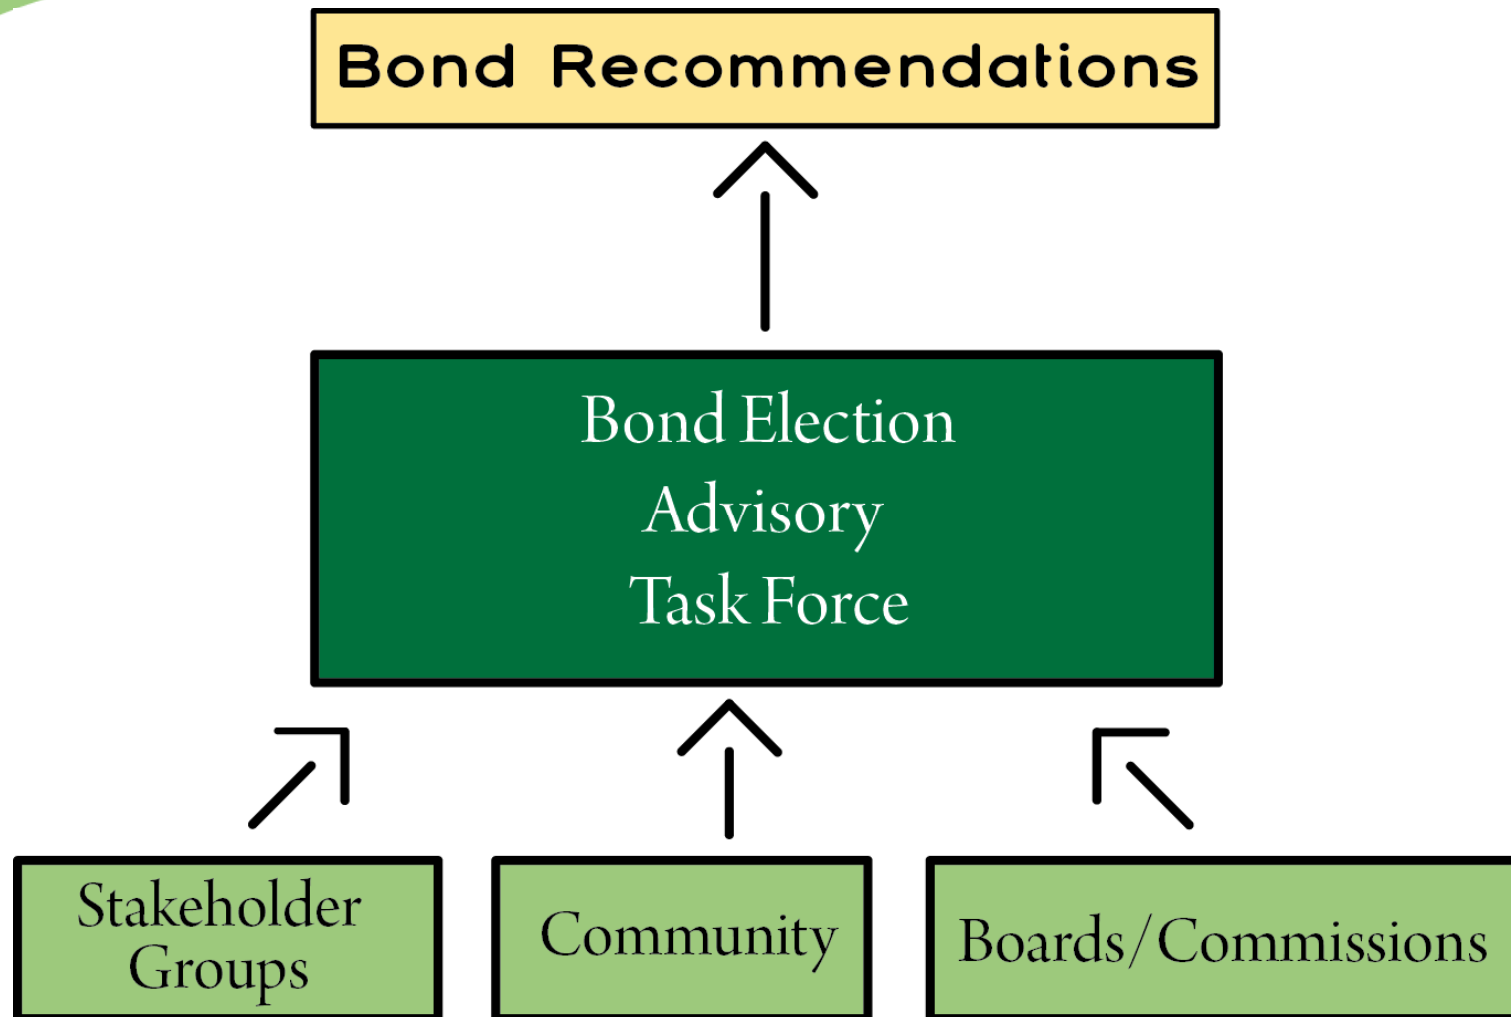 Bond Recommendations
Bond Election
Advisory
Task Force
Stakeholder
Groups
Community
Boards/Commissions